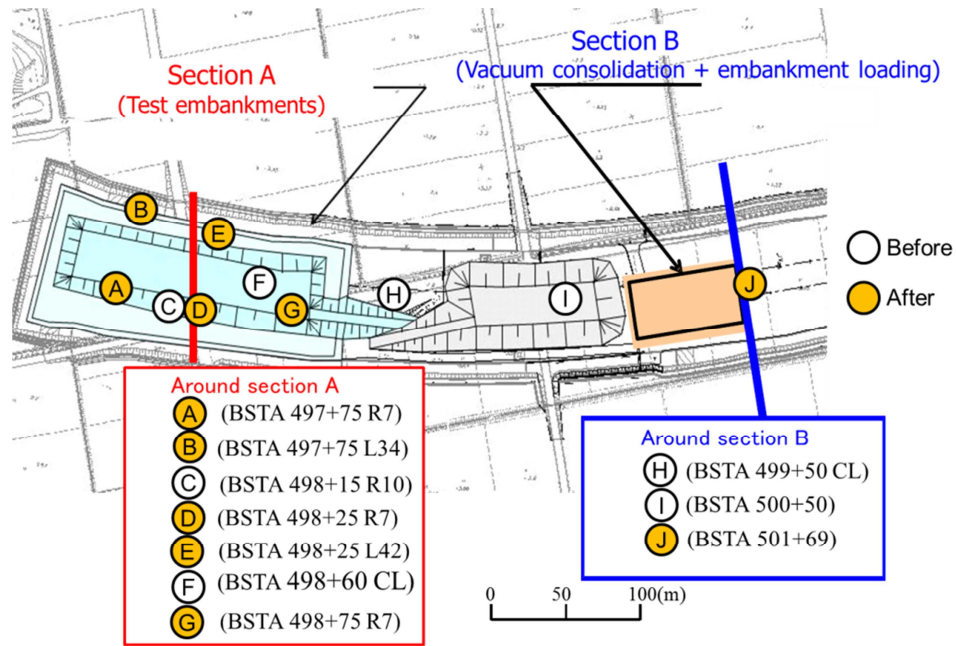 Section A
(Test embankments)
Section B
(Vacuum consolidation + embankment loading)
B
E
A
C
D
F
G
H
I
J
Before
After
Around section A
A (BSTA 497+75 R7)
B (BSTA 497+75 L34)
C (BSTA 498+15 R10)
D (BSTA 498+25 R7)
E (BSTA 498+25 L42)
F (BSTA 498+60 CL)
G (BSTA 498+75 R7)
Around section B
H (BSTA 499+50 CL)
I (BSTA 500+50)
J (BSTA 501+69)
0 50 100(m)